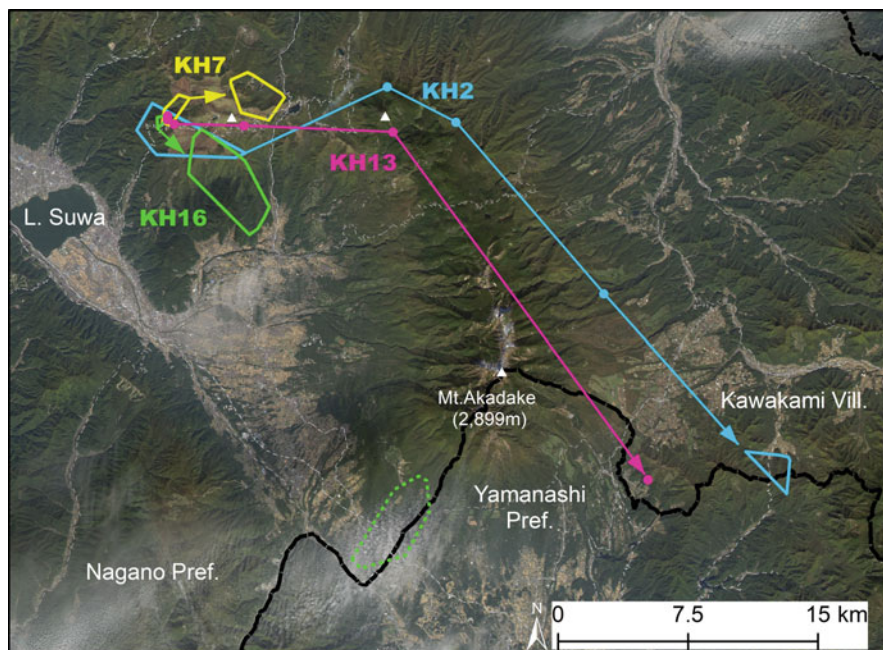 KH7
KH2
KH13
KH16
L. Suwa
Mt.Akadake
(2,899m)
Kawakami Vill.
Yamanashi
Pref.
Nagano Pref.
N
0 7.5 15 km